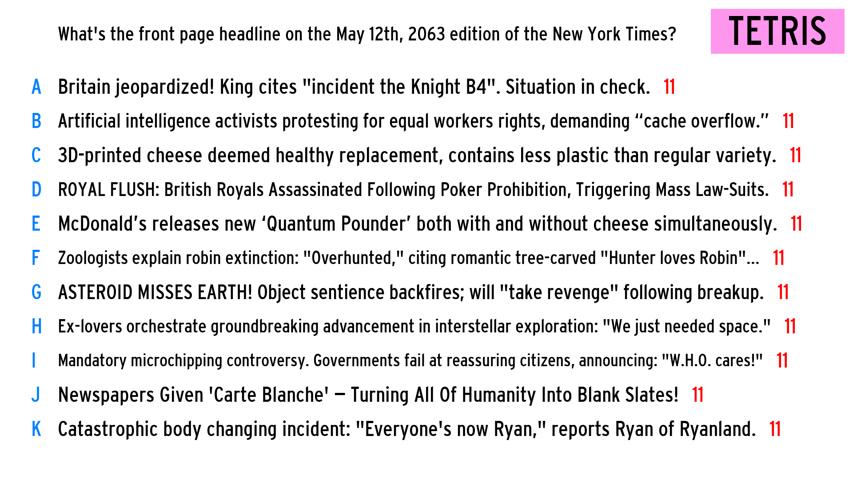 What's the front page headline on the May 12th, 2063 edition of the New York Times?
TETRIS
A Britain jeopardized! King cites "incident the Knight B4". Situation in check. 11
B Artificial intelligence activists protesting for equal workers rights, demanding “cache overflow.” 11
C 3D-printed cheese deemed healthy replacement, contains less plastic than regular variety. 11
D ROYAL FLUSH: British Royals Assassinated Following Poker Prohibition, Triggering Mass Law-Suits. 11
E McDonald’s releases new ‘Quantum Pounder’ both with and without cheese simultaneously. 11
F Zoologists explain robin extinction: "Overhunted," citing romantic tree-carved "Hunter loves Robin"... 11
G ASTEROID MISSES EARTH! Object sentience backfires; will "take revenge" following breakup. 11
H Ex-lovers orchestrate groundbreaking advancement in interstellar exploration: "We just needed space." 11
I Mandatory microchipping controversy. Governments fail at reassuring citizens, announcing: "W.H.O. cares!" 11
J Newspapers Given 'Carte Blanche' – Turning All Of Humanity Into Blank Slates! 11
K Catastrophic body changing incident: "Everyone's now Ryan," reports Ryan of Ryanland. 11